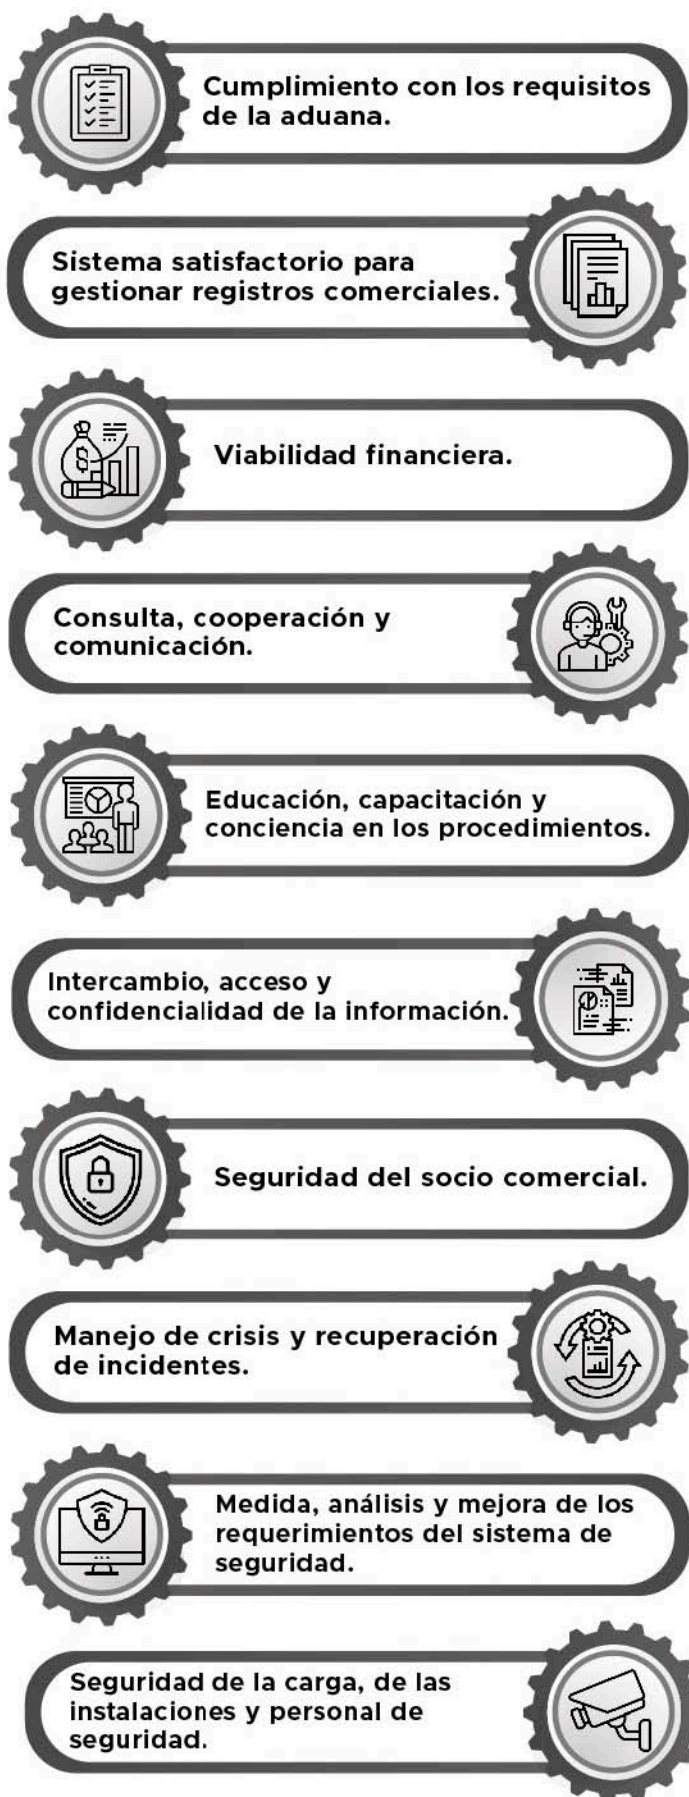 Cumplimiento con los requisitos
de la aduana.
Sistema satisfactorio para
gestionar registros comerciales.
Viabilidad financiera.
Consulta, cooperación y
comunicación.
Educación, capacitación y
conciencia en los procedimientos.
Intercambio, acceso y
confidencialidad de la información.
Seguridad del socio comercial.
Manejo de crisis y recuperación
de incidentes.
Medida, análisis y mejora de los
requerimientos del sistema de
seguridad.
Seguridad de la carga, de las
instalaciones y personal de
seguridad.